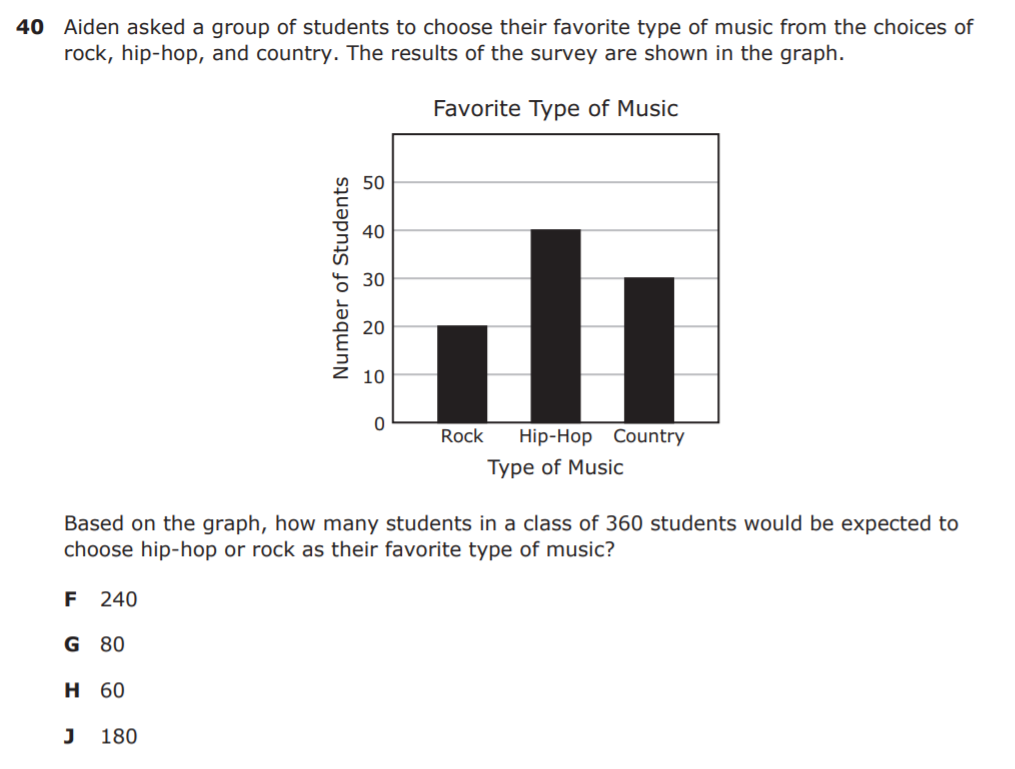 40 Aiden asked a group of students to choose their favorite type of music from the choices of
rock, hip-hop, and country. The results of the survey are shown in the graph.
Favorite Type of Music
Number of Students
50
40
30
20
10
0
Rock Hip-Hop Country
Type of Music
Based on the graph, how many students in a class of 360 students would be expected to
choose hip-hop or rock as their favorite type of music?
F 240
G 80
H 60
J 180